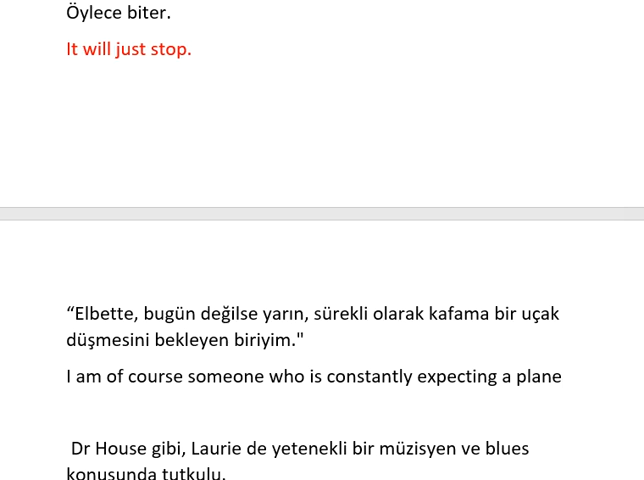 Öylece biter.
It will just stop.
“Elbette, bugün değilse yarın, sürekli olarak kafama bir uçak
düşmesini bekleyen biriyim."
I am of course someone who is constantly expecting a plane
Dr House gibi, Laurie de yetenekli bir müzisyen ve blues
konusunda tutkulu.